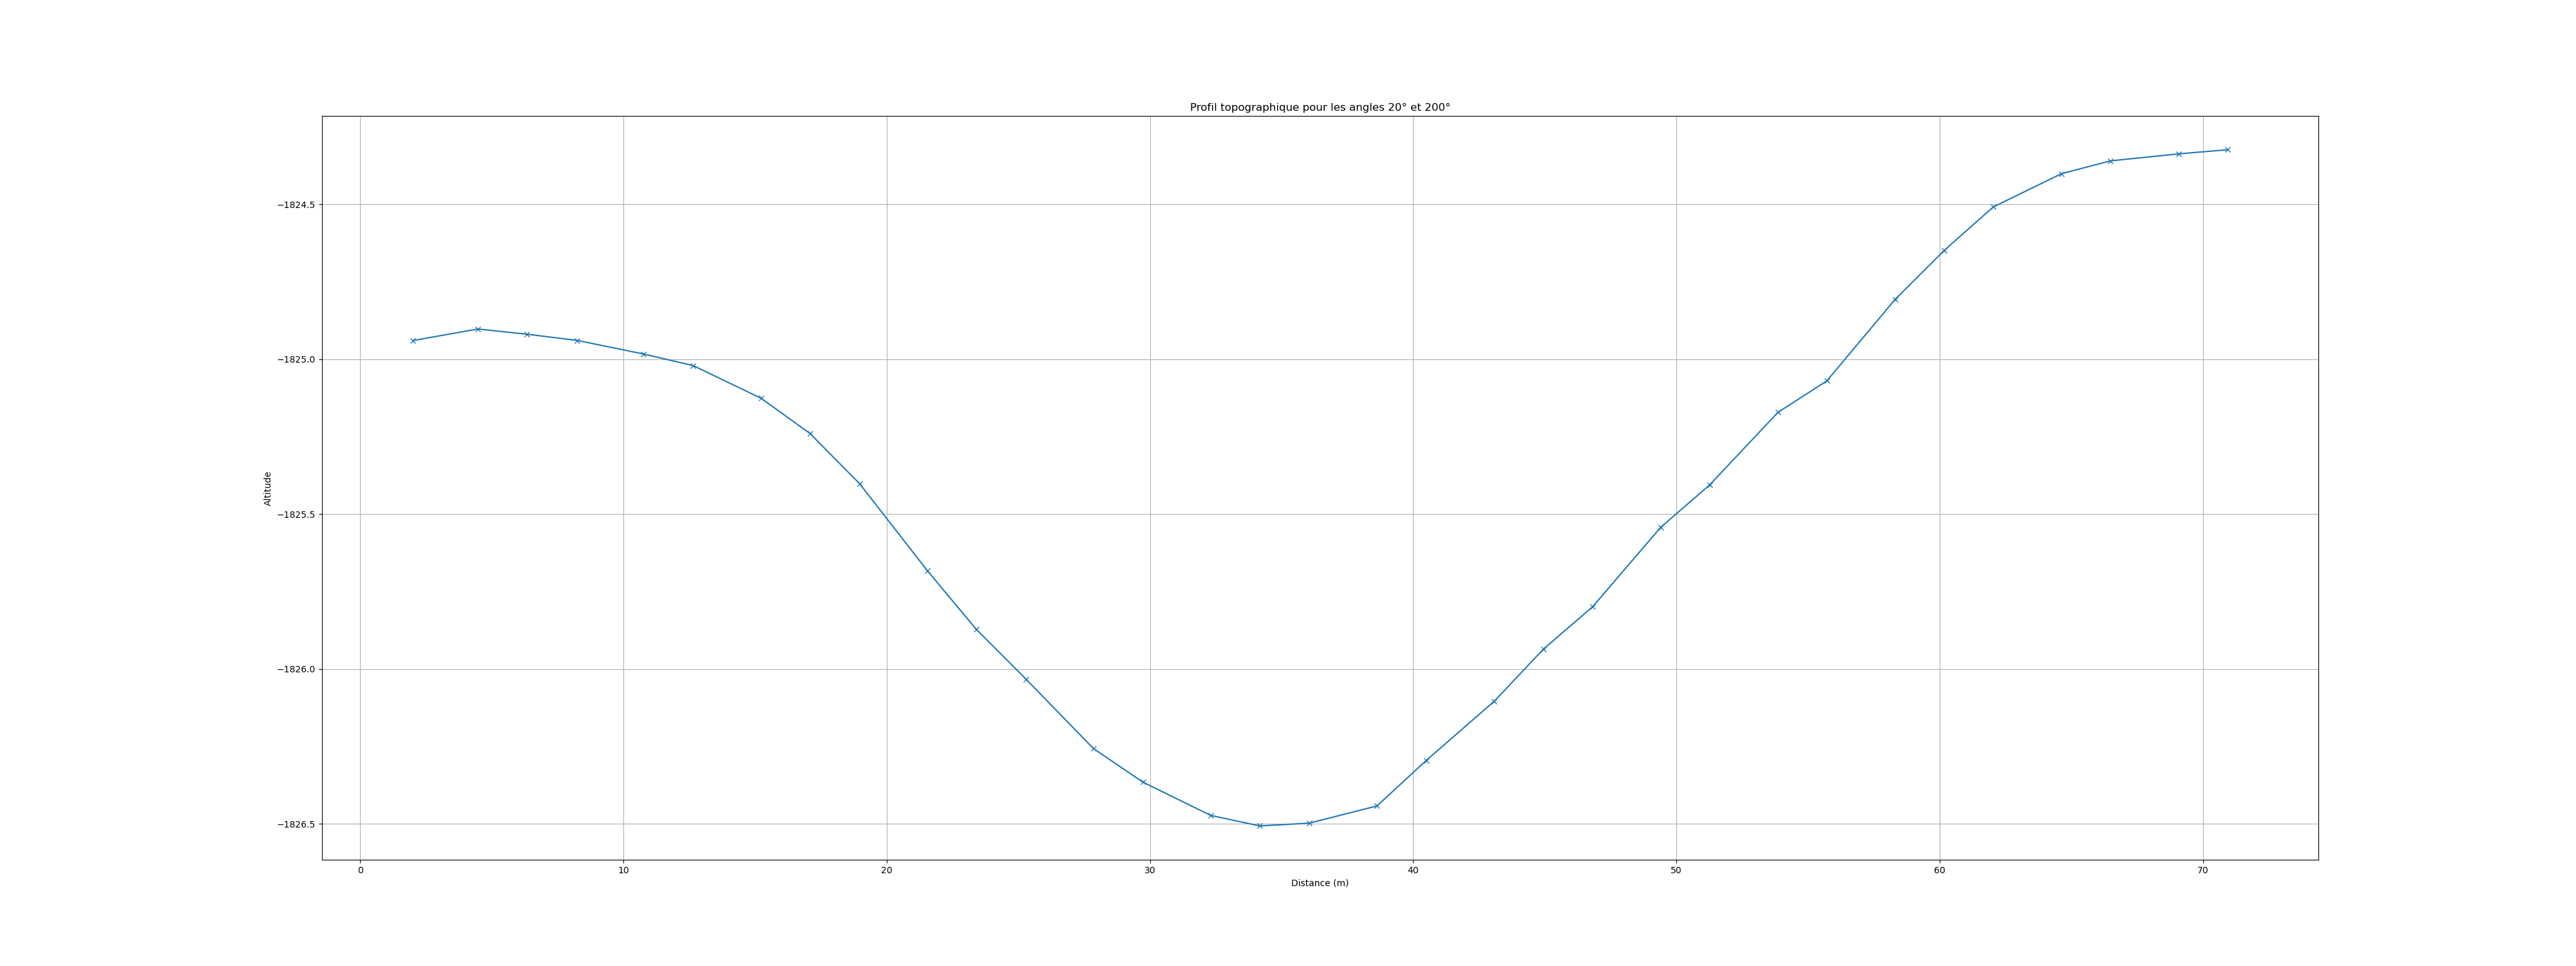 Profil topographique pour les angles 20° et 200°
−1824.5
−1825.0
−1825.5
−1826.0
−1826.5
Altitude
0 10 20 30 40 50 60 70
Distance (m)